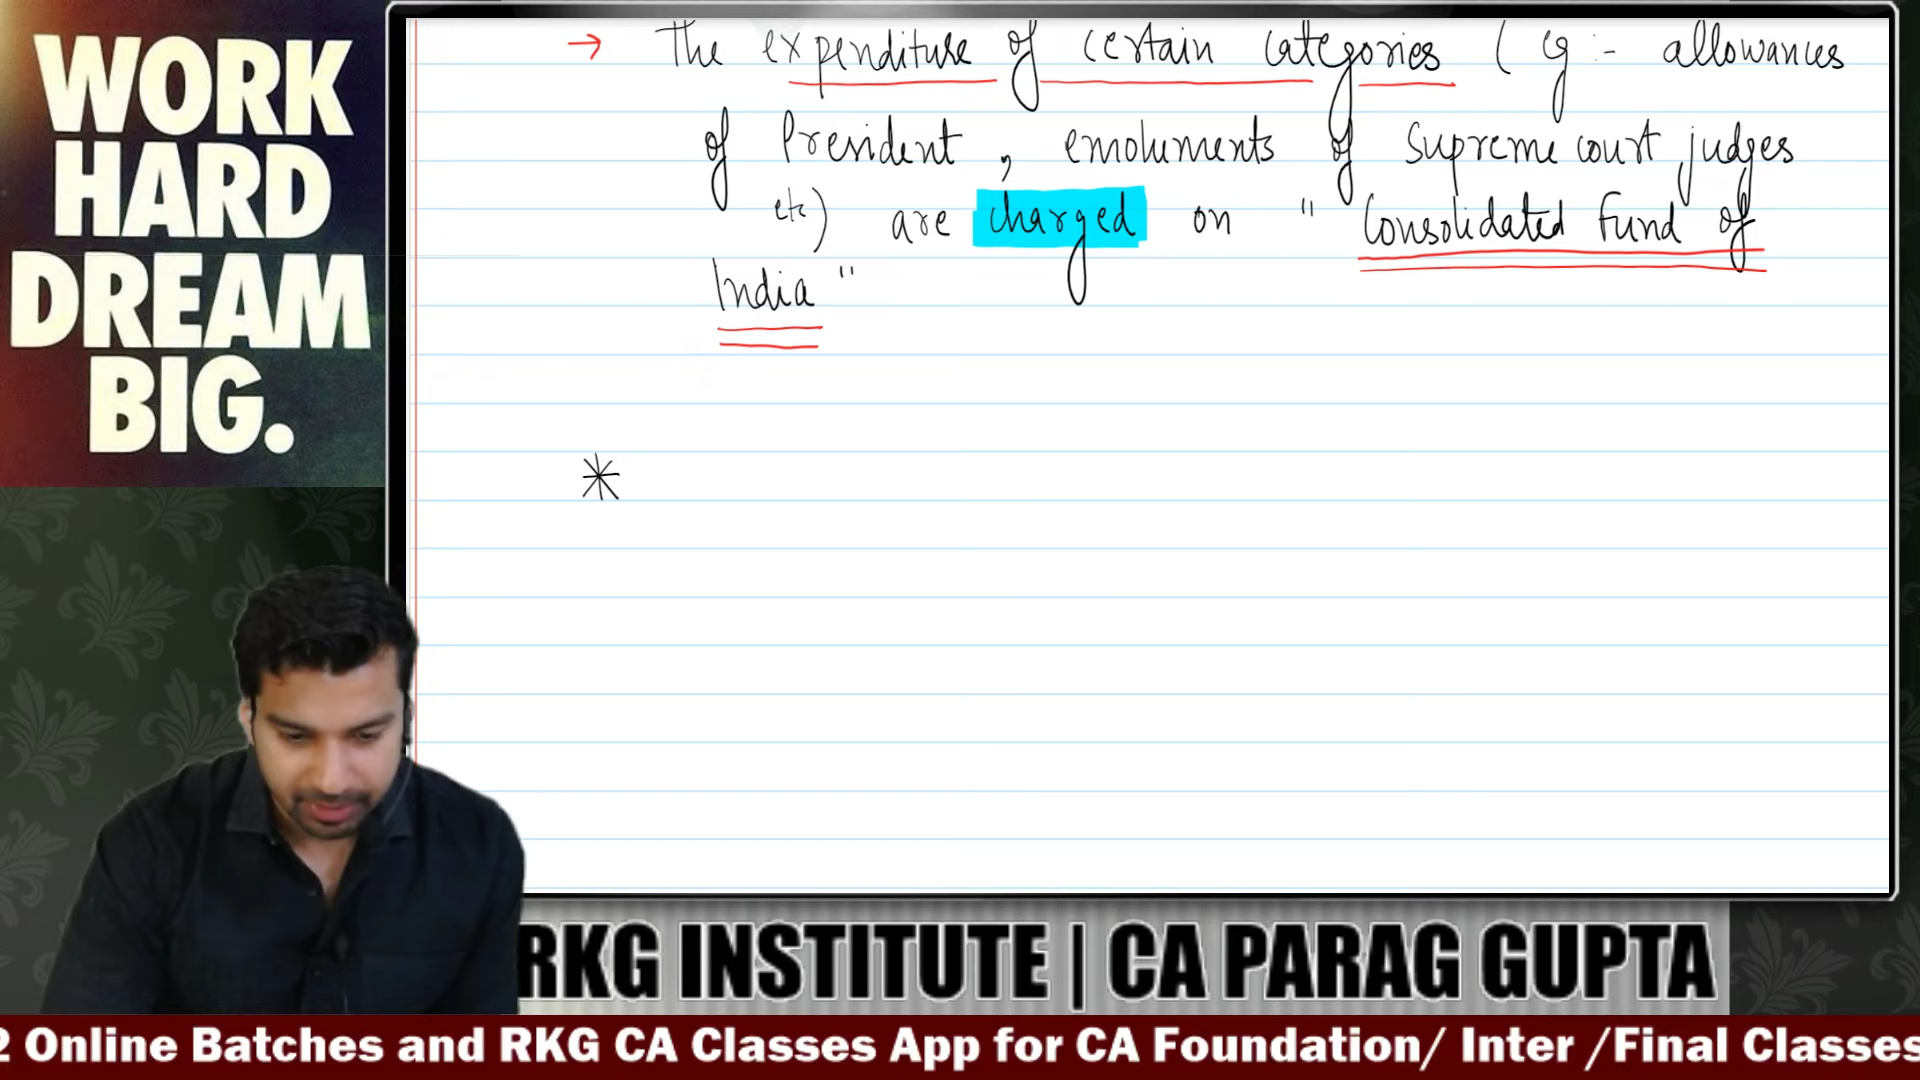 WORK
HARD
DREAM
BIG.
→ The expenditure of certain categories ( eg :- allowances
of President , emoluments of Supreme court judges
etc) are charged on " Consolidated Fund of
India "
*
RKG INSTITUTE | CA PARAG GUPTA
2 Online Batches and RKG CA Classes App for CA Foundation/ Inter /Final Classes